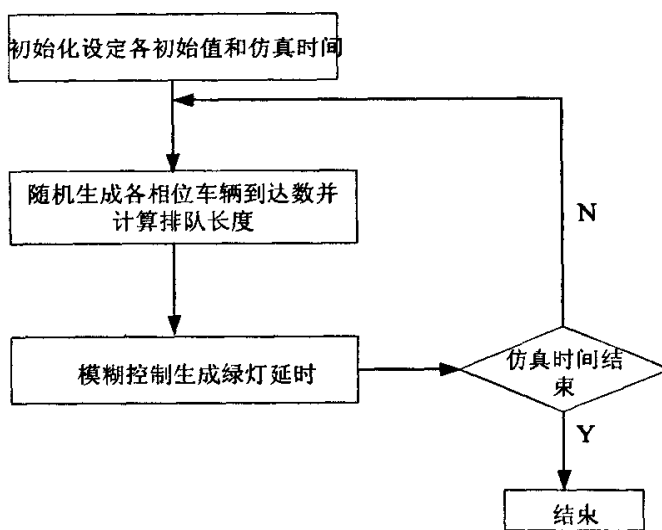 初始化设定各初始值和仿真时间
随机生成各相位车辆到达数并
计算排队长度
N
模糊控制生成绿灯延时
仿真时间结
束
Y
结束